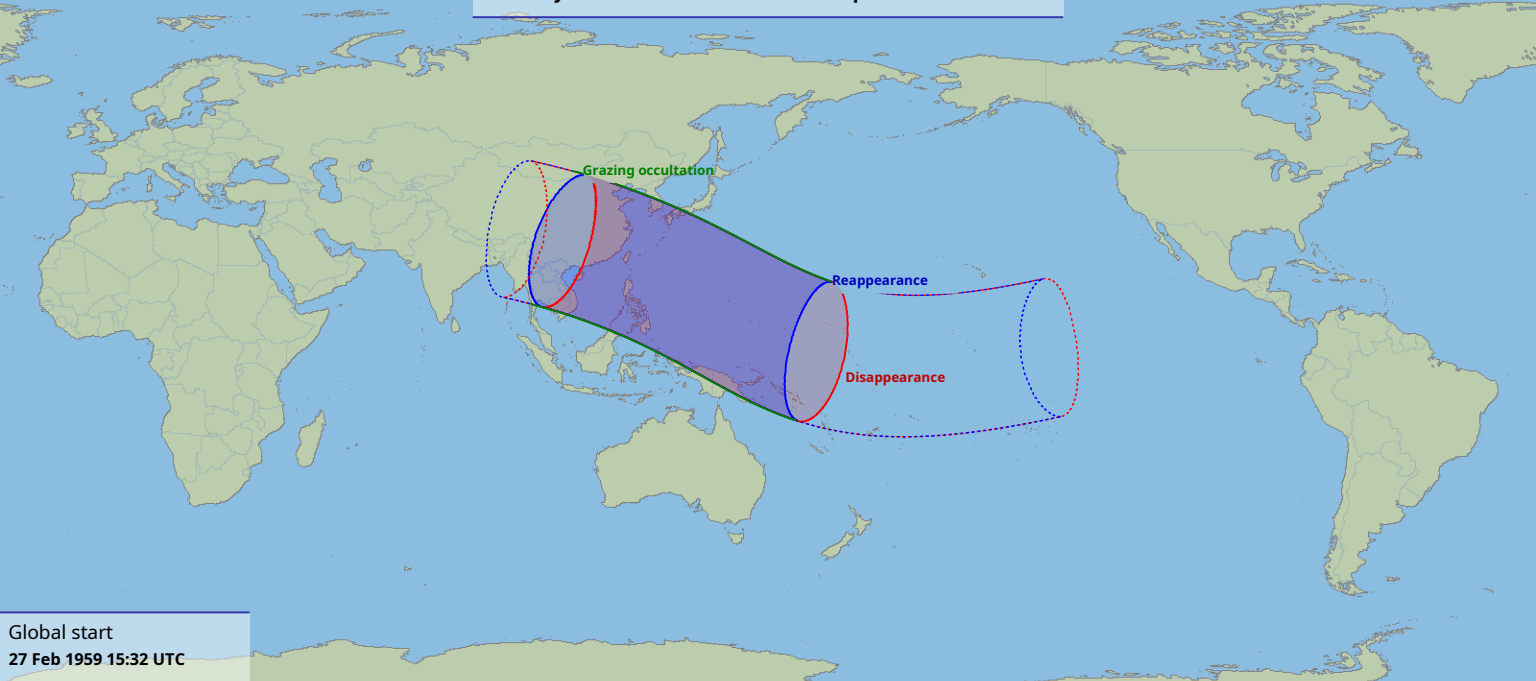 Grazing occultation
Reappearance
Disappearance
Global start
27 Feb 1959 15:32 UTC